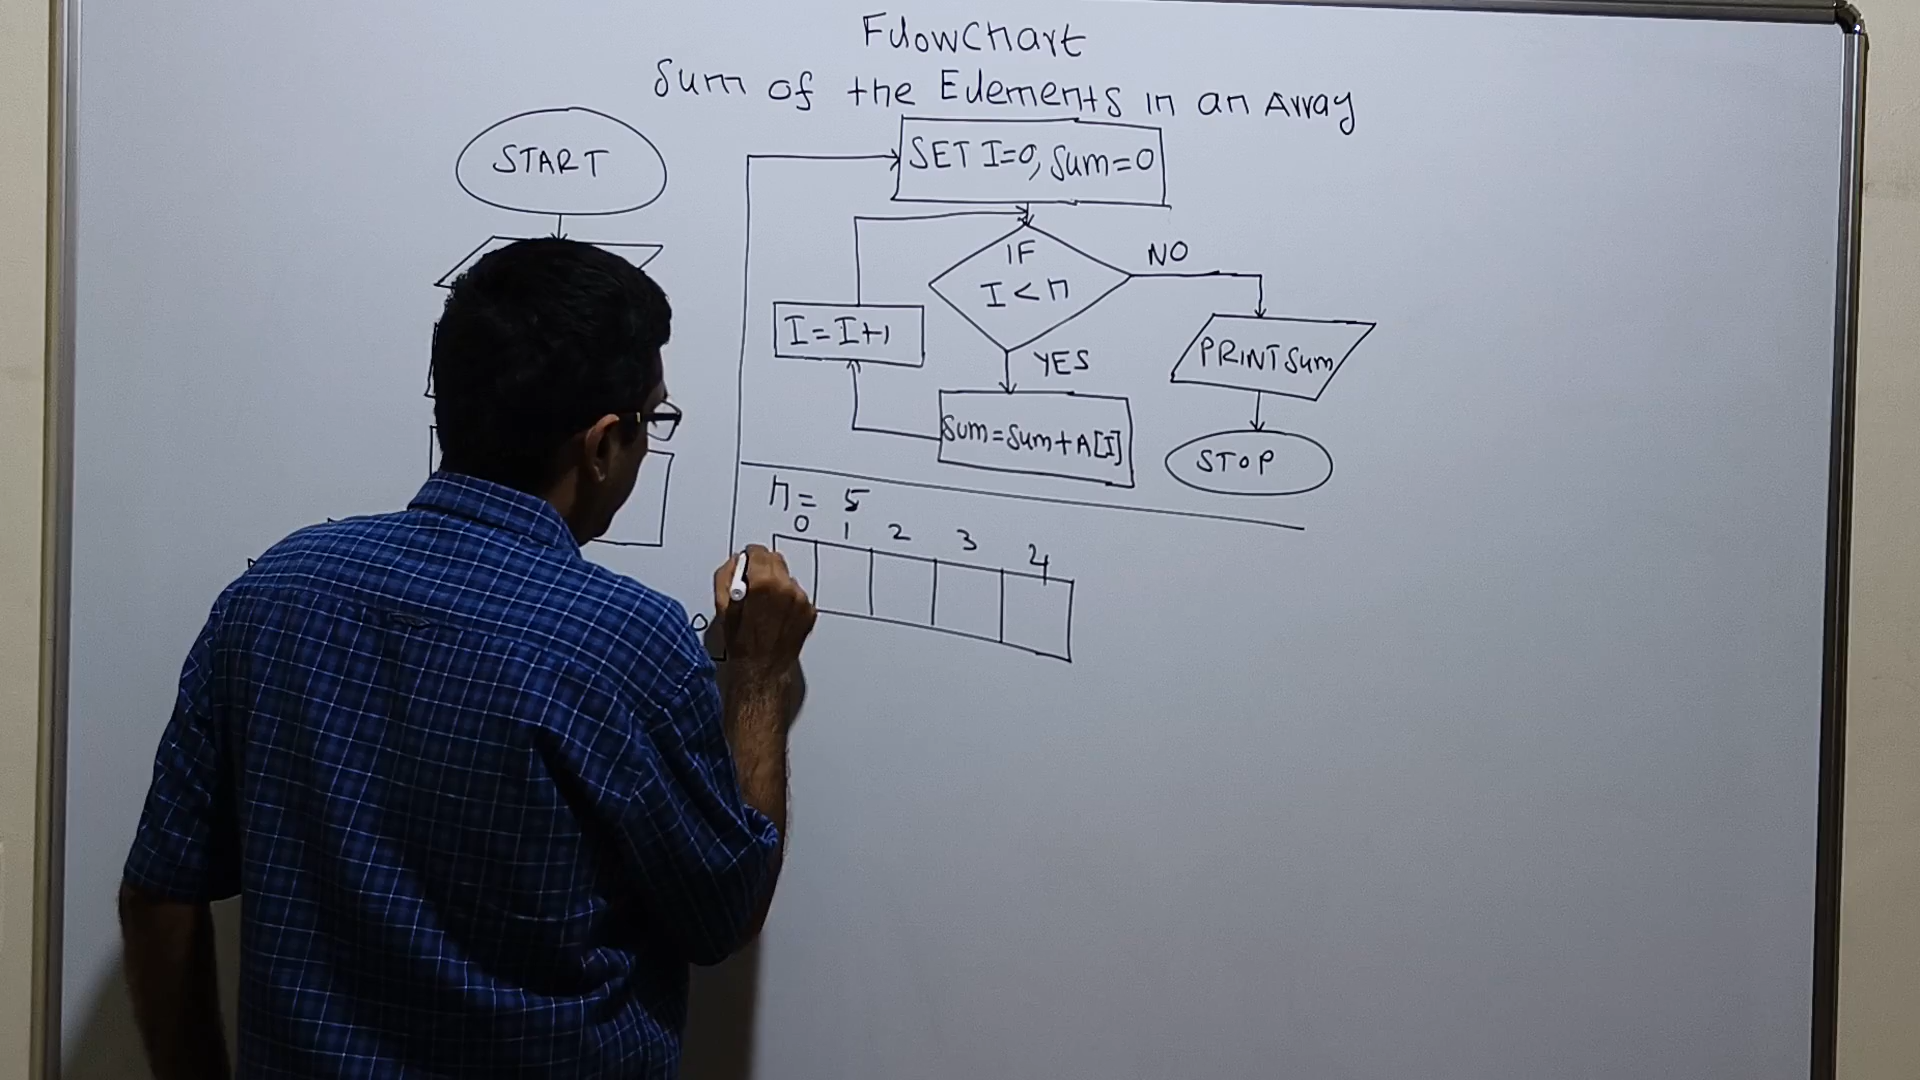 FlowChart
Sum of the Elements in an Array
START
SET I=0, Sum=0
IF
I < n
NO
YES
I = I+1
PRINT Sum
Sum = Sum + A[I]
STOP
n = 5
0 1 2 3 4